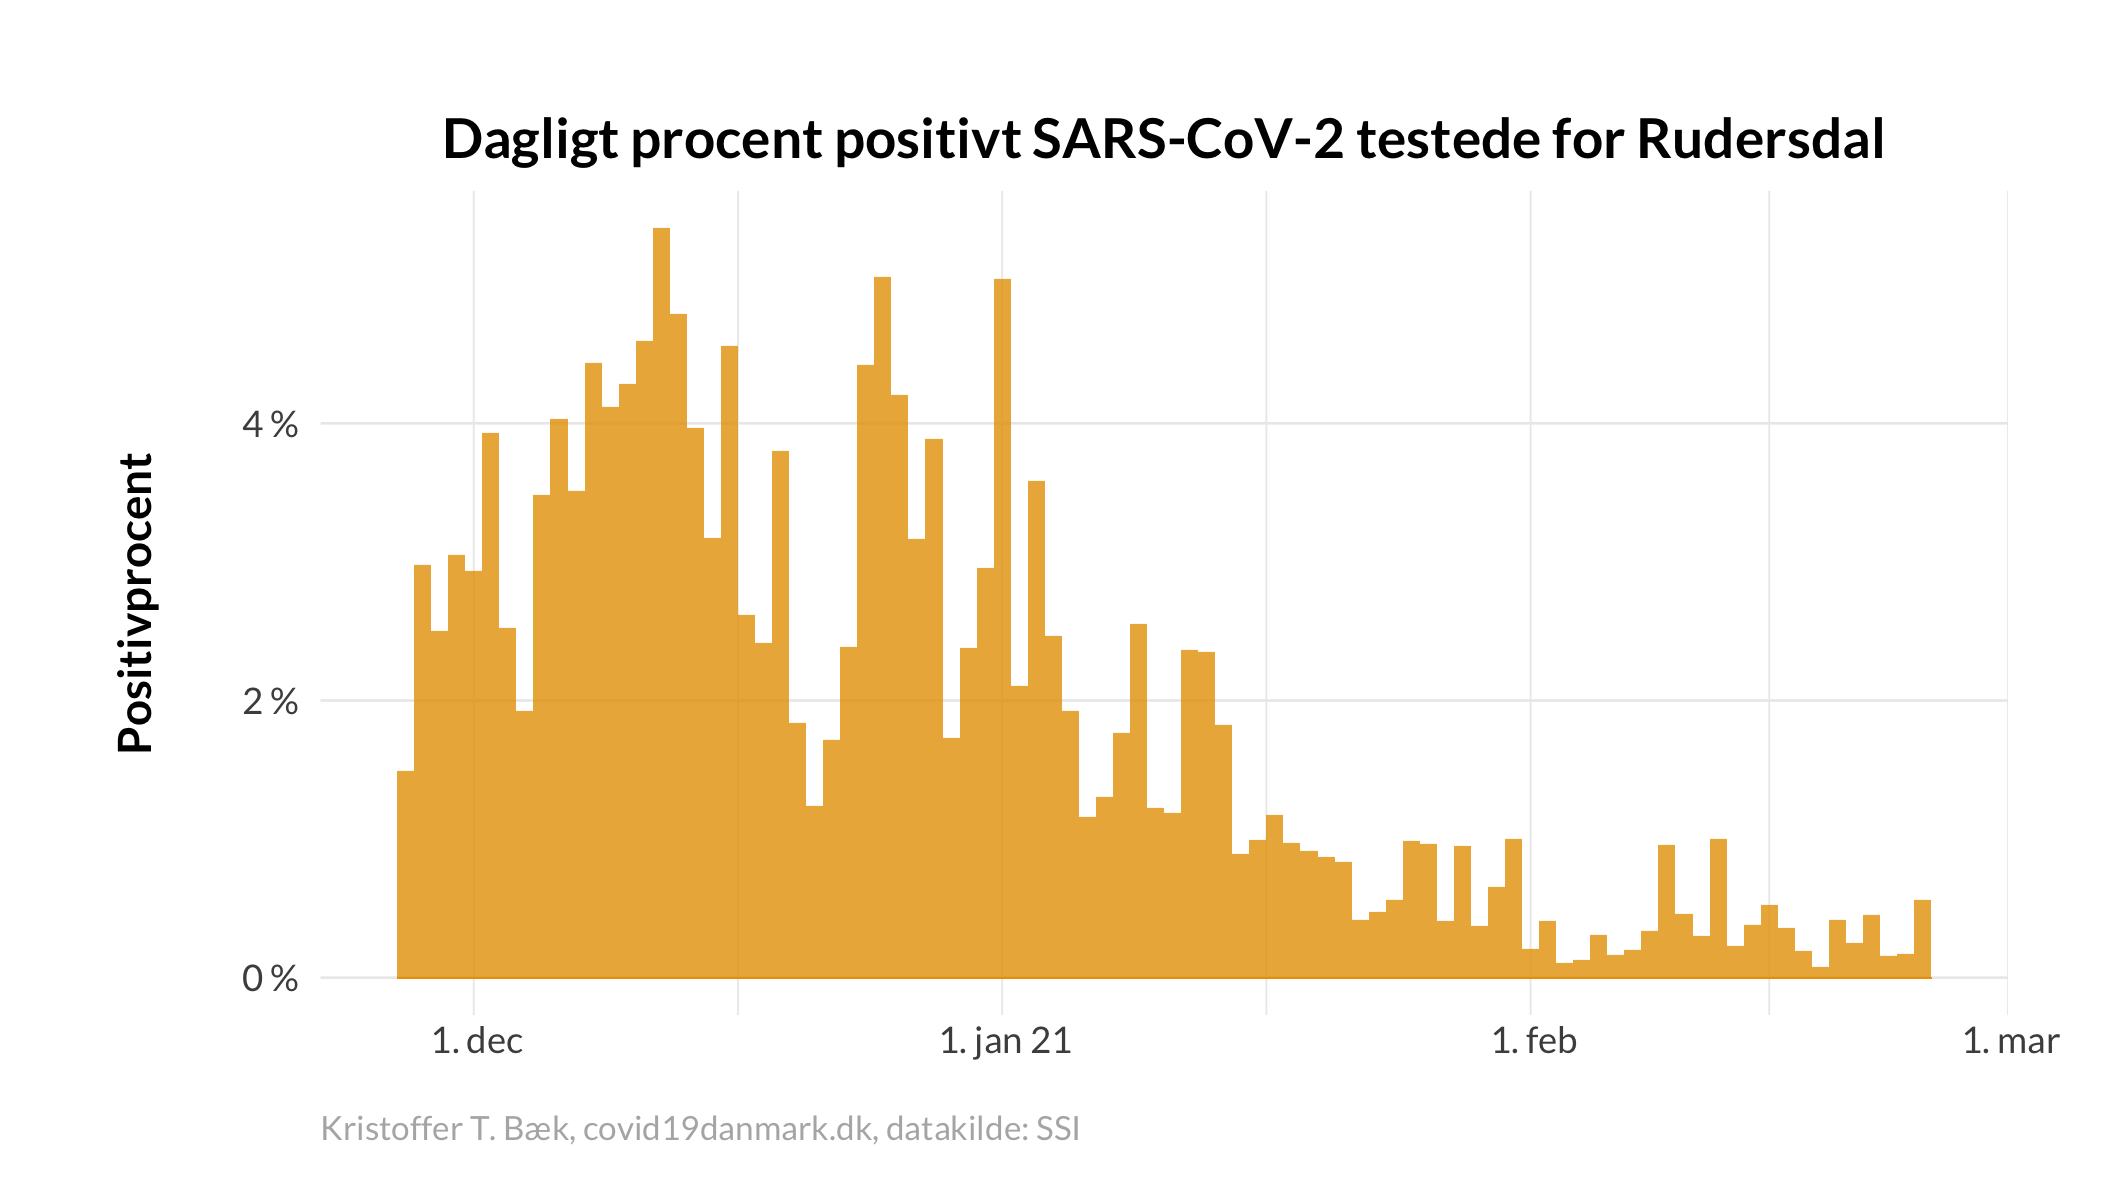 Dagligt procent positivt SARS-CoV-2 testede for Rudersdal
Positivprocent
4 %
2 %
0 %
1. dec
1. jan 21
1. feb
1. mar
Kristoffer T. Bæk, covid19danmark.dk, datakilde: SSI